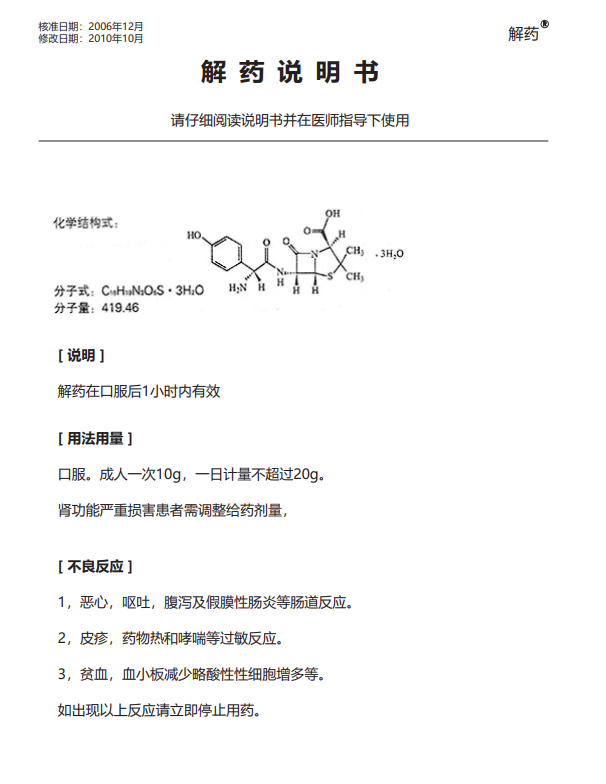 核准日期：2006年12月
修改日期：2010年10月
解药®
解药说明书
请仔细阅读说明书并在医师指导下使用
化学结构式：
HO
O
H₂N
H
N
H
O
O
OH
H
N
CH₃
CH₃
S
H
H
. 3H₂O
分子式：C₁₆H₁₉N₃O₅S · 3H₂O
分子量：419.46
[ 说明 ]
解药在口服后1小时内有效
[ 用法用量 ]
口服。成人一次10g，一日计量不超过20g。
肾功能严重损害患者需调整给药剂量，
[ 不良反应 ]
1，恶心，呕吐，腹泻及假膜性肠炎等肠道反应。
2，皮疹，药物热和哮喘等过敏反应。
3，贫血，血小板减少略酸性性细胞增多等。
如出现以上反应请立即停止用药。